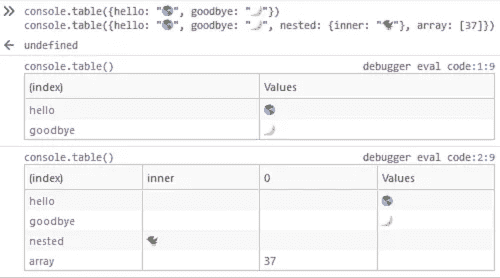 console.table({hello: "🌎", goodbye: "🌙"})
console.table({hello: "🌎", goodbye: "🌙", nested: {inner: "🐦"}, array: [37]})
undefined
console.table() debugger eval code:1:9
(index) Values
hello 🌎
goodbye 🌙
console.table() debugger eval code:2:9
(index) inner 0 Values
hello 🌎
goodbye 🌙
nested 🐦
array 37